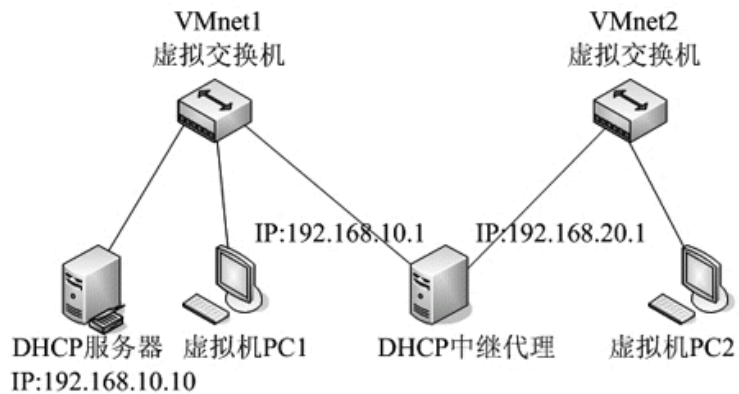 VMnet1
虚拟交换机
VMnet2
虚拟交换机
IP:192.168.10.1
IP:192.168.20.1
DHCP服务器
IP:192.168.10.10
虚拟机PC1
DHCP中继代理
虚拟机PC2